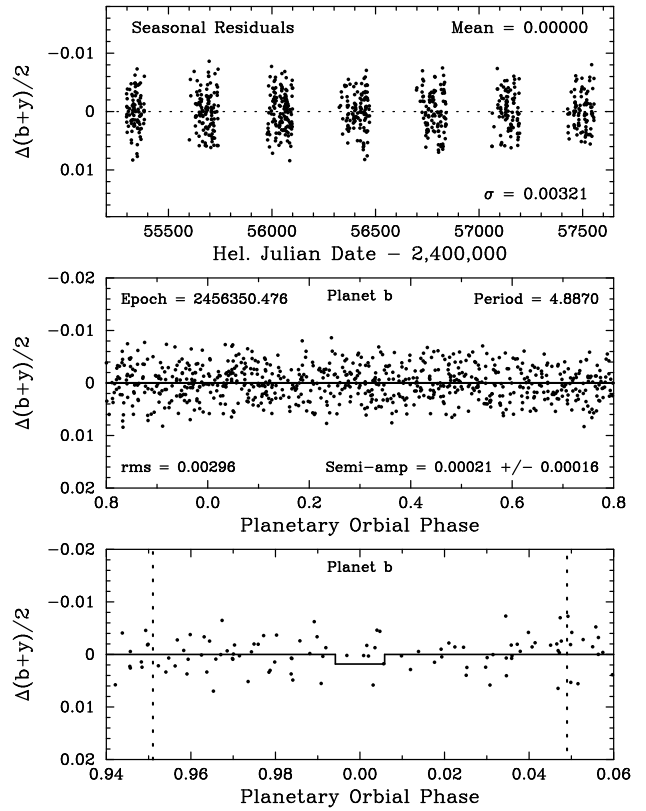 Seasonal Residuals Mean = 0.00000
−0.01
0
0.01
Δ(b+y)/2
σ = 0.00321
55500 56000 56500 57000 57500
Hel. Julian Date − 2,400,000
−0.02
Epoch = 2456350.476 Planet b Period = 4.8870
−0.01
0
0.01
Δ(b+y)/2
rms = 0.00296 Semi-amp = 0.00021 +/− 0.00016
0.02
0.8 0.0 0.2 0.4 0.6 0.8
Planetary Orbial Phase
−0.02
Planet b
−0.01
0
0.01
Δ(b+y)/2
0.02
0.94 0.96 0.98 0.00 0.02 0.04 0.06
Planetary Orbial Phase